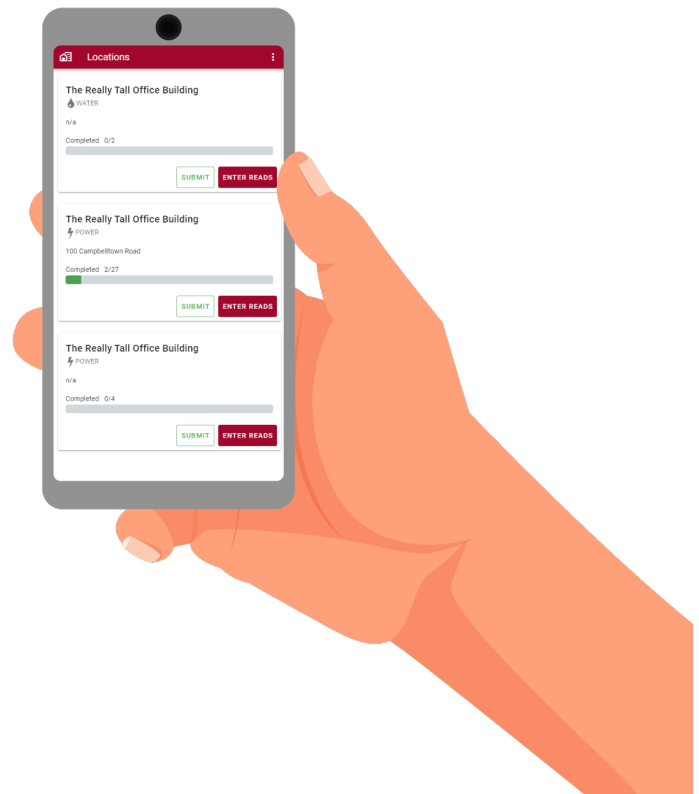 Locations
The Really Tall Office Building
WATER
n/a
Completed 0/2
SUBMIT ENTER READS
The Really Tall Office Building
POWER
100 Campbelltown Road
Completed 2/27
SUBMIT ENTER READS
The Really Tall Office Building
POWER
n/a
Completed 0/4
SUBMIT ENTER READS